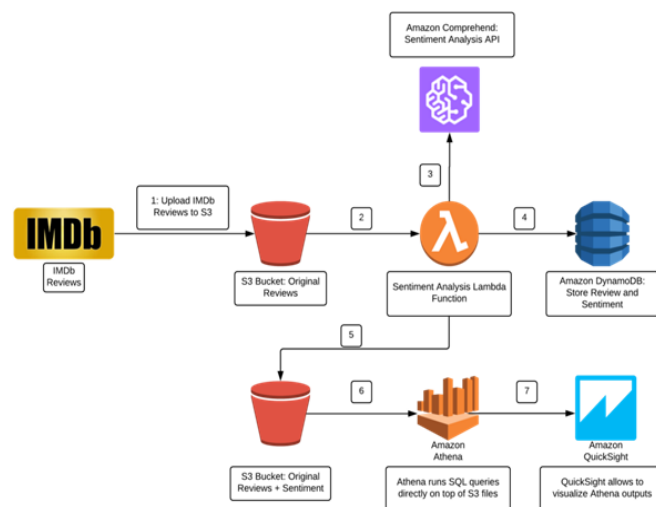 Amazon Comprehend:
Sentiment Analysis API
3
1: Upload IMDb
Reviews to S3
2
4
IMDb
IMDb
Reviews
S3 Bucket: Original
Reviews
Sentiment Analysis Lambda
Function
Amazon DynamoDB:
Store Review and
Sentiment
5
6
7
Amazon
Athena
Amazon
QuickSight
S3 Bucket: Original
Reviews + Sentiment
Athena runs SQL queries
directly on top of S3 files
QuickSight allows to
visualize Athena outputs